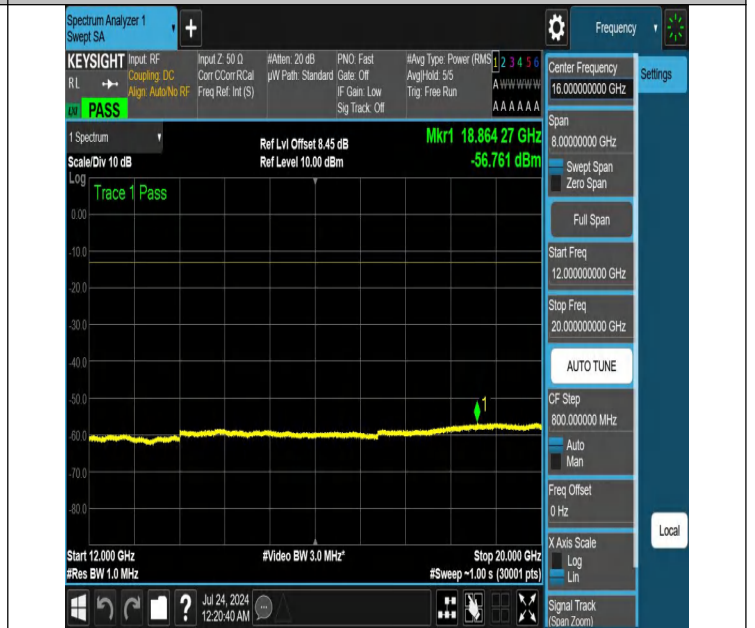 Spectrum Analyzer 1
Swept SA
+
Frequency
KEYSIGHT
RL
PASS
Input: RF
Coupling: DC
Align: Auto/No RF
Input Z: 50 Ω
Corr CCorr RCal
Freq Ref: Int (S)
#Atten: 20 dB
µW Path: Standard
PNO: Fast
Gate: Off
IF Gain: Low
Sig Track: Off
#Avg Type: Power (RMS
Avg|Hold: 5/5
Trig: Free Run
1 2 3 4 5 6
A W W W W W
A A A A A A
1 Spectrum
Scale/Div 10 dB
Ref Lvl Offset 8.45 dB
Ref Level 10.00 dBm
Mkr1 18.864 27 GHz
-56.761 dBm
Log
Trace 1 Pass
0.00
-10.0
-20.0
-30.0
-40.0
-50.0
-60.0
-70.0
-80.0
1
Start 12.000 GHz
#Res BW 1.0 MHz
#Video BW 3.0 MHz*
Stop 20.000 GHz
#Sweep ~1.00 s (30001 pts)
Center Frequency
16.00000000 GHz
Span
8.00000000 GHz
Swept Span
Zero Span
Full Span
Start Freq
12.000000000 GHz
Stop Freq
20.000000000 GHz
AUTO TUNE
CF Step
800.000000 MHz
Auto
Man
Freq Offset
0 Hz
X Axis Scale
Log
Lin
Signal Track
(Span Zoom)
Settings
Local
?
Jul 24, 2024
12:20:40 AM